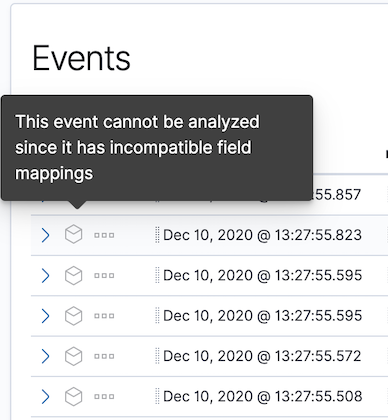 Events
This event cannot be analyzed
since it has incompatible field
mappings
:55.857
Dec 10, 2020 @ 13:27:55.823
Dec 10, 2020 @ 13:27:55.595
Dec 10, 2020 @ 13:27:55.595
Dec 10, 2020 @ 13:27:55.572
Dec 10, 2020 @ 13:27:55.508